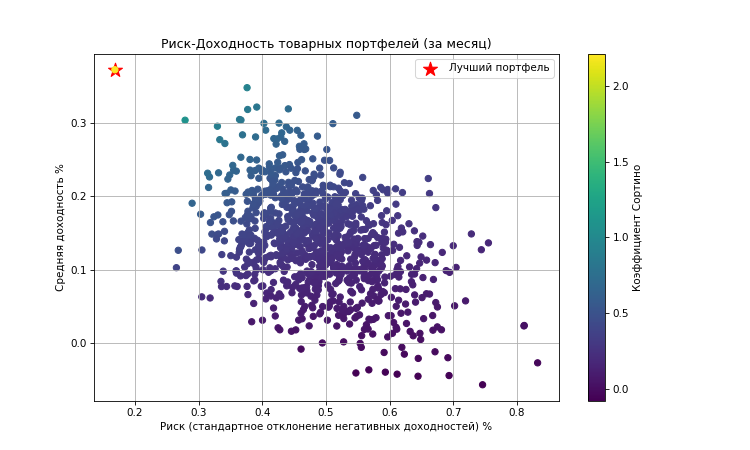 Риск-Доходность товарных портфелей (за месяц)
Лучший портфель
Средняя доходность %
0.3
0.2
0.1
0.0
0.2 0.3 0.4 0.5 0.6 0.7 0.8
Риск (стандартное отклонение негативных доходностей) %
2.0
1.5
1.0
0.5
0.0
Коэффициент Сортино